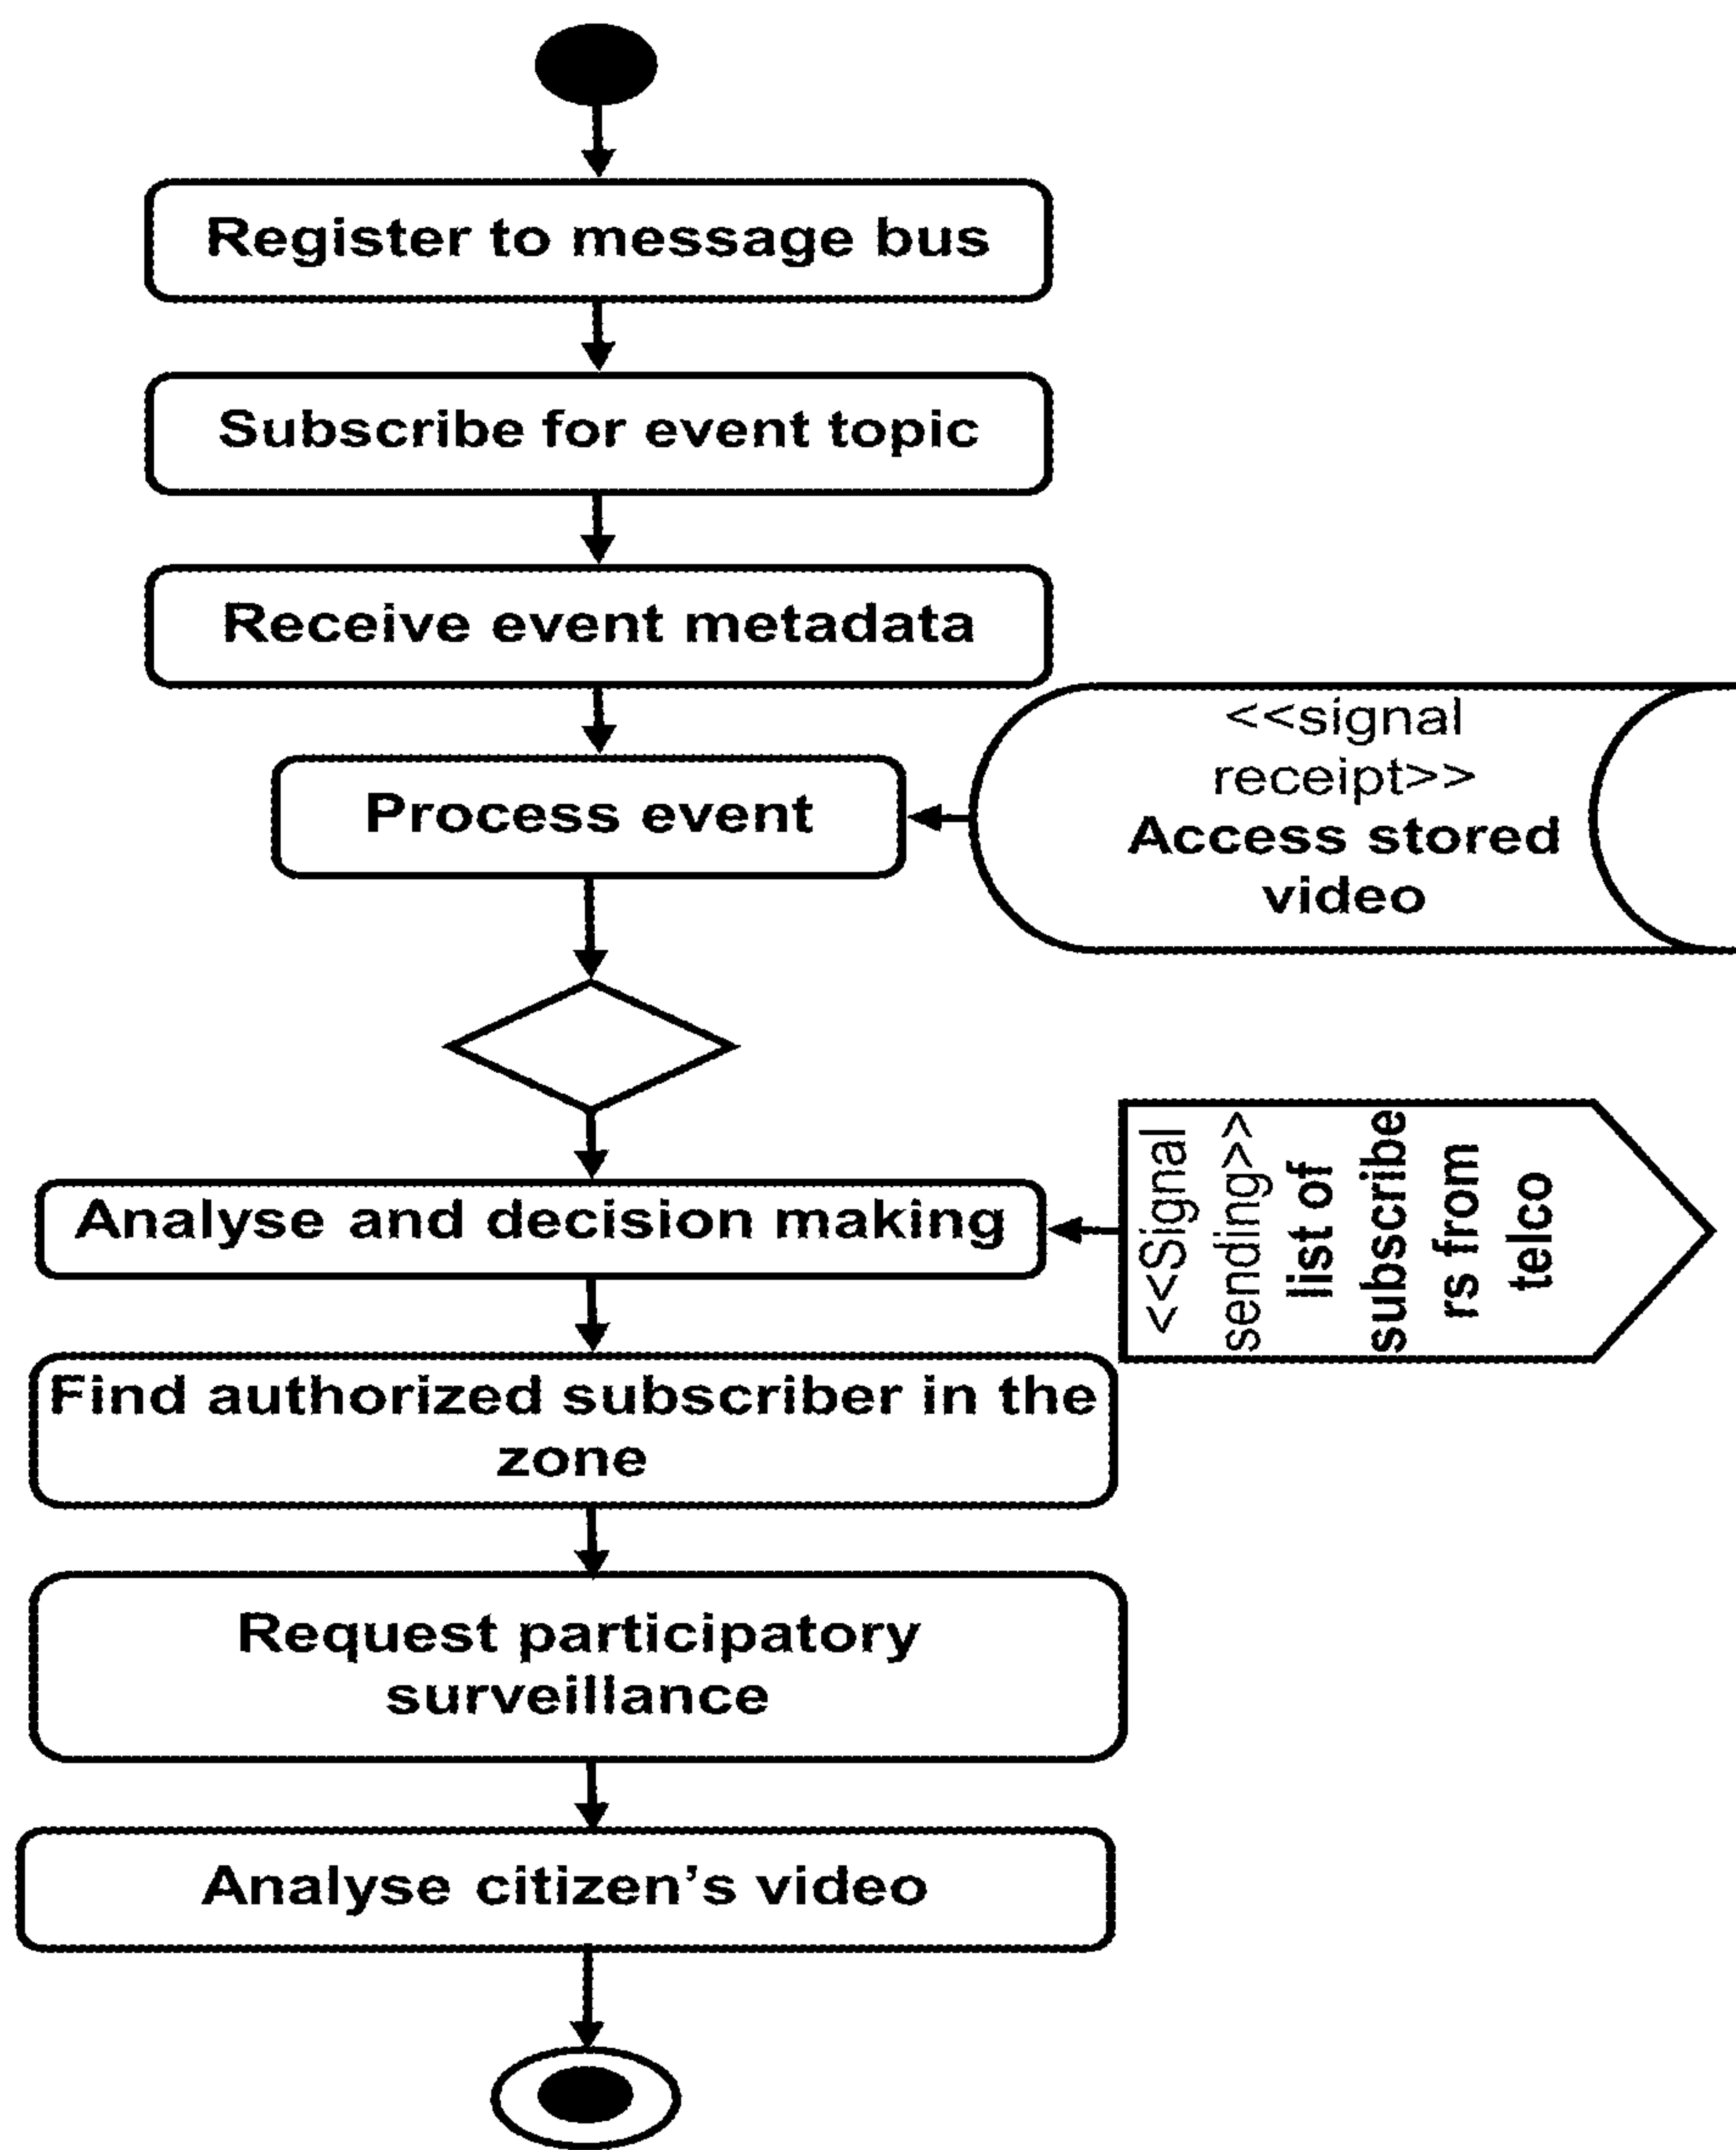 Register to message bus
Subscribe for event topic
Receive event metadata
<<signal
receipt>>
Access stored
video
Process event
Analyse and decision making
<<Signal
sending>>
list of
subscribe
rs from
telco
Find authorized subscriber in the
zone
Request participatory
surveillance
Analyse citizen’s video